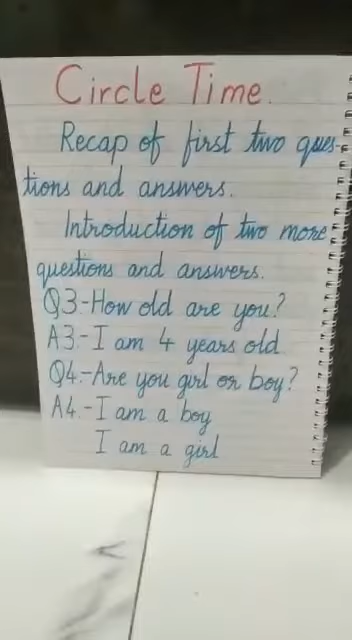 Circle Time.
Recap of first two ques-
tions and answers.
Introduction of two more
questions and answers.
Q3:-How old are you?
A3:-I am 4 years old
Q4:-Are you girl or boy?
A4.-I am a boy
I am a girl